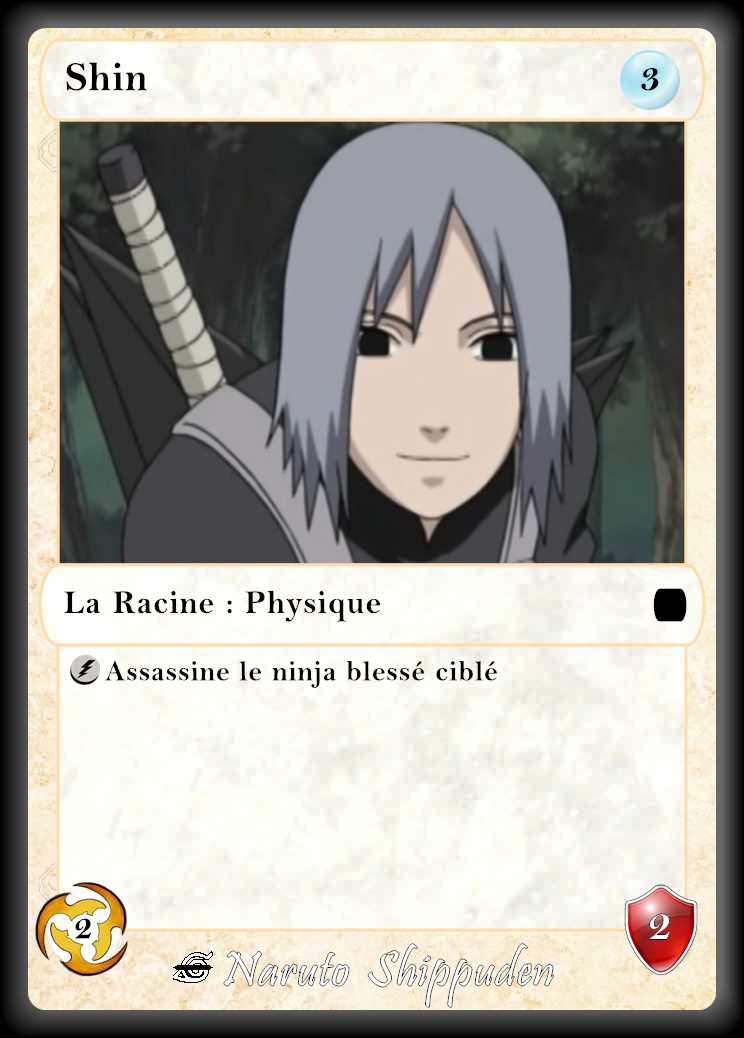 Shin
3
La Racine : Physique
Assassine le ninja blessé ciblé
2
2
Naruto Shippuden